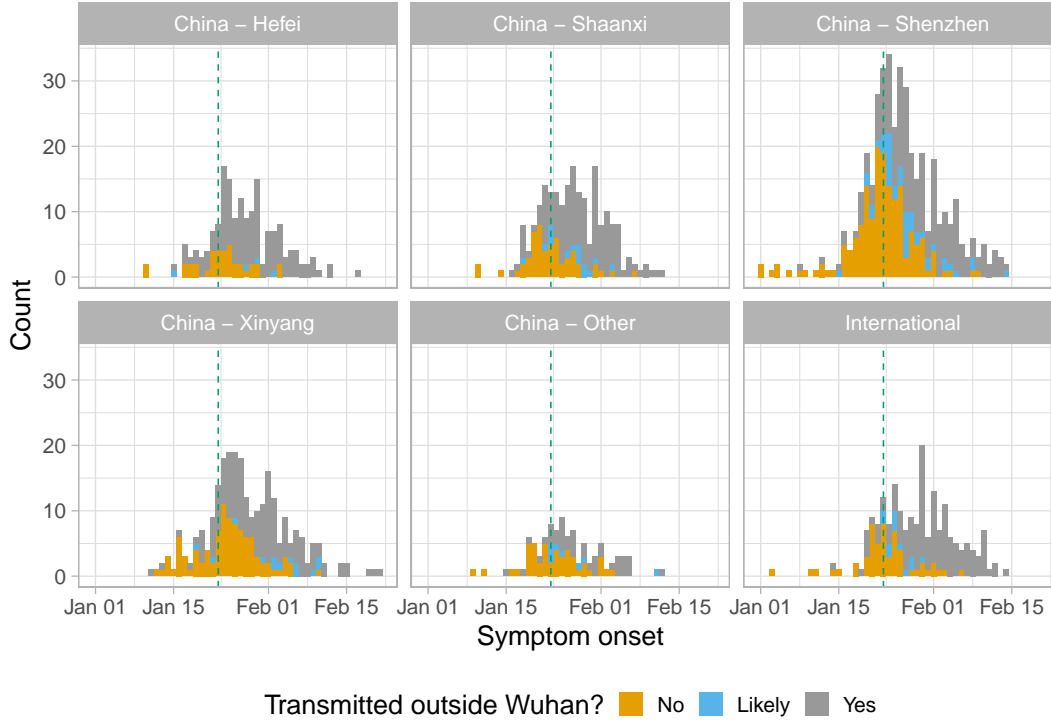 China – Hefei
China – Shaanxi
China – Shenzhen
30
20
10
0
China – Xinyang
China – Other
International
30
20
10
0
Count
Jan 01 Jan 15 Feb 01 Feb 15
Jan 01 Jan 15 Feb 01 Feb 15
Jan 01 Jan 15 Feb 01 Feb 15
Symptom onset
Transmitted outside Wuhan? No Likely Yes